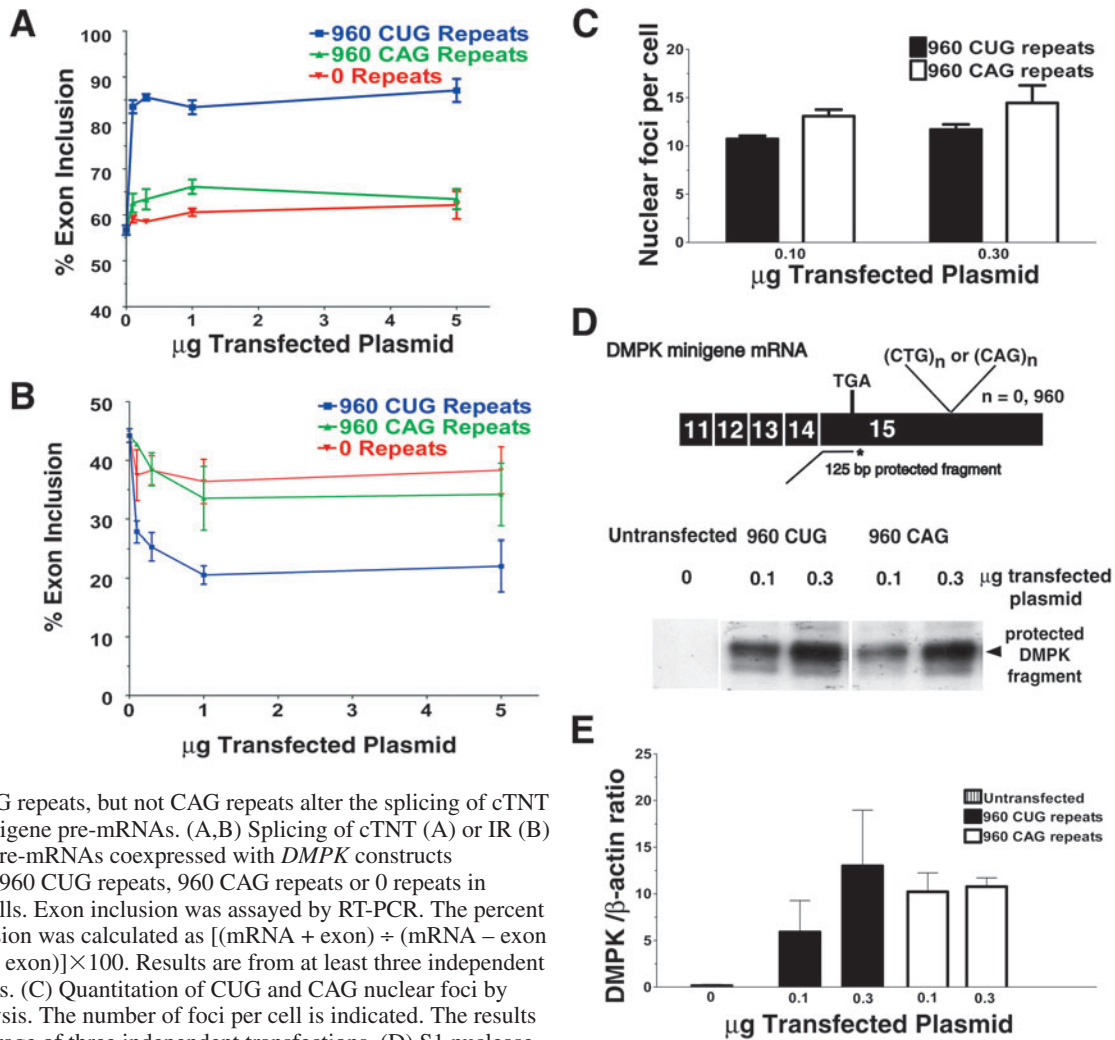 A
100
90
80
70
60
50
40
% Exon Inclusion
960 CUG Repeats
960 CAG Repeats
0 Repeats
0 1 2 3 4 5
µg Transfected Plasmid
B
50
40
30
20
10
0
% Exon Inclusion
960 CUG Repeats
960 CAG Repeats
0 Repeats
0 1 2 3 4 5
µg Transfected Plasmid
G repeats, but not CAG repeats alter the splicing of cTNT
igene pre-mRNAs. (A,B) Splicing of cTNT (A) or IR (B)
re-mRNAs coexpressed with DMPK constructs
960 CUG repeats, 960 CAG repeats or 0 repeats in
lls. Exon inclusion was assayed by RT-PCR. The percent
sion was calculated as [(mRNA + exon) ÷ (mRNA – exon
exon)]×100. Results are from at least three independent
s. (C) Quantitation of CUG and CAG nuclear foci by
ysis. The number of foci per cell is indicated. The results
rage of three independent transfections. (D) S1 nuclease
C
20
15
10
5
0
Nuclear foci per cell
960 CUG repeats
960 CAG repeats
0.10 0.30
µg Transfected Plasmid
D
DMPK minigene mRNA
(CTG)n or (CAG)n
TGA
n = 0, 960
11 12 13 14 15
*
125 bp protected fragment
Untransfected 960 CUG 960 CAG
0 0.1 0.3 0.1 0.3 µg transfected
plasmid
protected
DMPK
fragment
E
25
20
15
10
5
0
DMPK /β-actin ratio
Untransfected
960 CUG repeats
960 CAG repeats
0 0.1 0.3 0.1 0.3
µg Transfected Plasmid